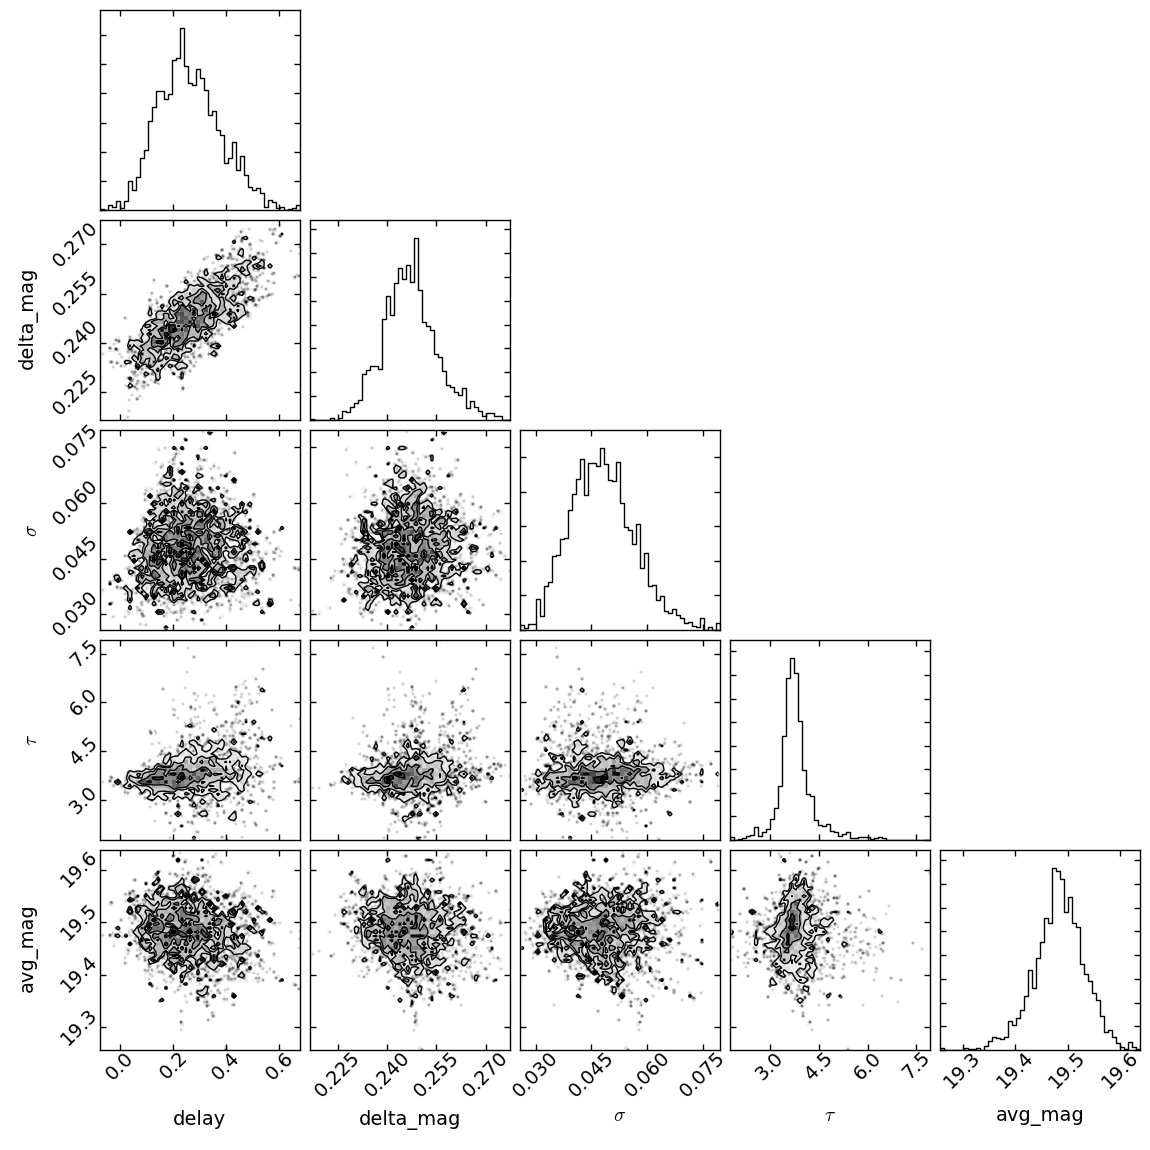 delta_mag
0.270
0.255
0.240
0.225
σ
0.075
0.060
0.045
0.030
τ
7.5
6.0
4.5
3.0
avg_mag
19.6
19.5
19.4
19.3
0.0 0.2 0.4 0.6
0.225 0.240 0.255 0.270
0.030 0.045 0.060 0.075
3.0 4.5 6.0 7.5
19.3 19.4 19.5 19.6
delay
delta_mag
σ
τ
avg_mag